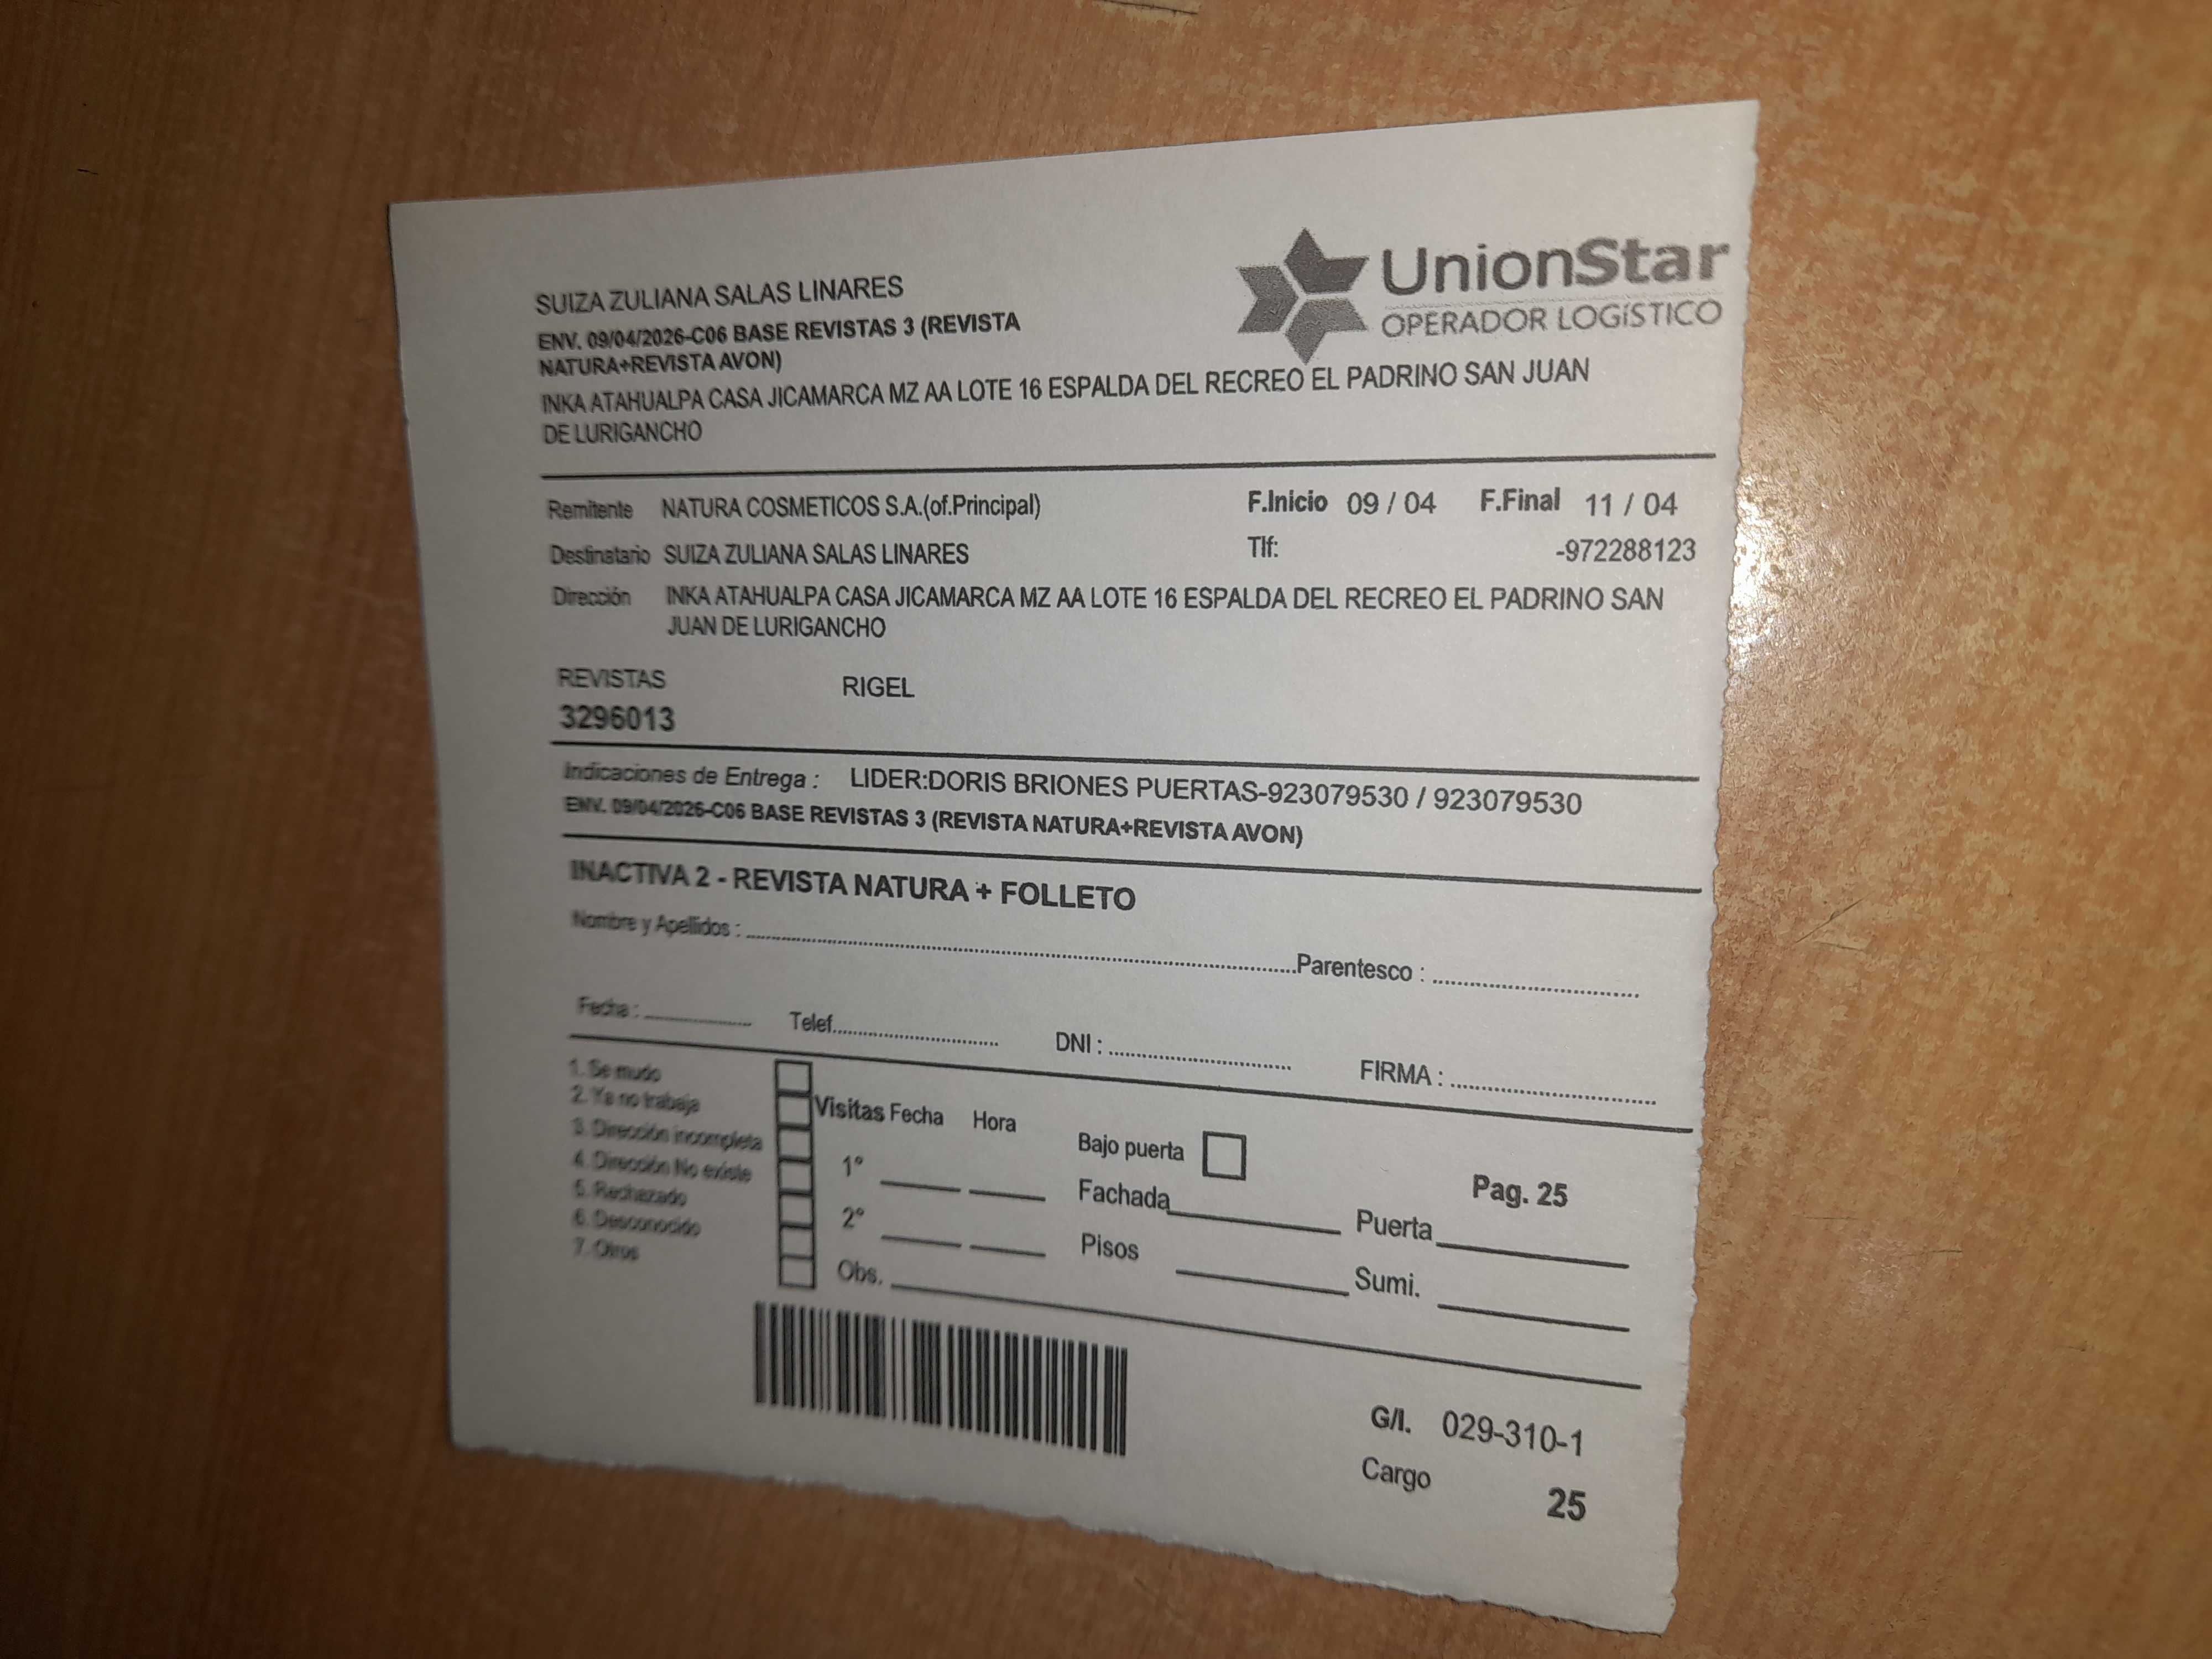 UnionStar
OPERADOR LOGíSTICO
SUIZA ZULIANA SALAS LINARES
ENV. 09/04/2026-C06 BASE REVISTAS 3 (REVISTA
NATURA+REVISTA AVON)
INKA ATAHUALPA CASA JICAMARCA MZ AA LOTE 16 ESPALDA DEL RECREO EL PADRINO SAN JUAN
DE LURIGANCHO
Remitente NATURA COSMETICOS S.A.(of.Principal) F.Inicio 09 / 04 F.Final 11 / 04
Destinatario SUIZA ZULIANA SALAS LINARES Tlf: -972288123
Dirección INKA ATAHUALPA CASA JICAMARCA MZ AA LOTE 16 ESPALDA DEL RECREO EL PADRINO SAN
JUAN DE LURIGANCHO
REVISTAS RIGEL
3296013
Indicaciones de Entrega : LIDER:DORIS BRIONES PUERTAS-923079530 / 923079530
ENV. 09/04/2026-C06 BASE REVISTAS 3 (REVISTA NATURA+REVISTA AVON)
INACTIVA 2 - REVISTA NATURA + FOLLETO
Nombre y Apellidos : Parentesco :
Fecha : Telef. DNI : FIRMA :
1. Se mudo
2. Ya no trabaja
3. Dirección incompleta
4. Dirección No existe
5. Rechazado
6. Desconocido
7. Otros
Visitas Fecha Hora
1°
2°
Obs.
Bajo puerta
Fachada Puerta
Pisos Sumi.
Pag. 25
G/I. 029-310-1
Cargo 25